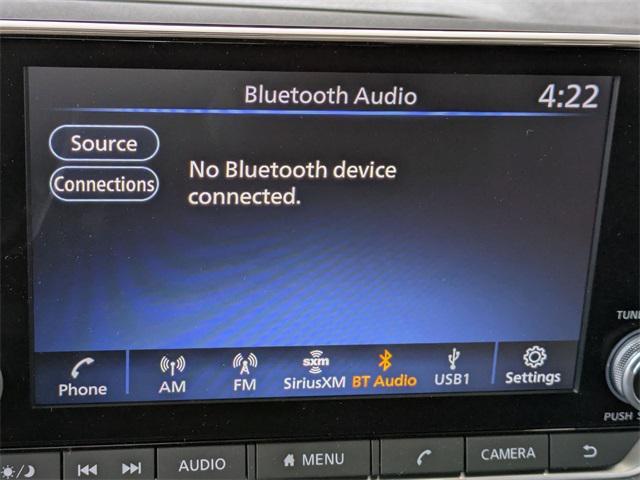 Bluetooth Audio 4:22
Source
Connections
No Bluetooth device
connected.
Phone AM FM sxm SiriusXM BT Audio USB1 Settings
TUNE
PUSH
AUDIO MENU CAMERA